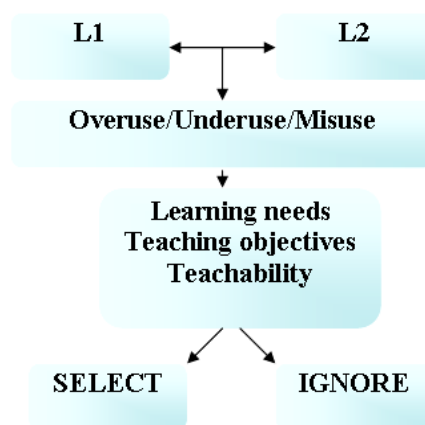 L1
L2
Overuse/Underuse/Misuse
Learning needs
Teaching objectives
Teachability
SELECT
IGNORE